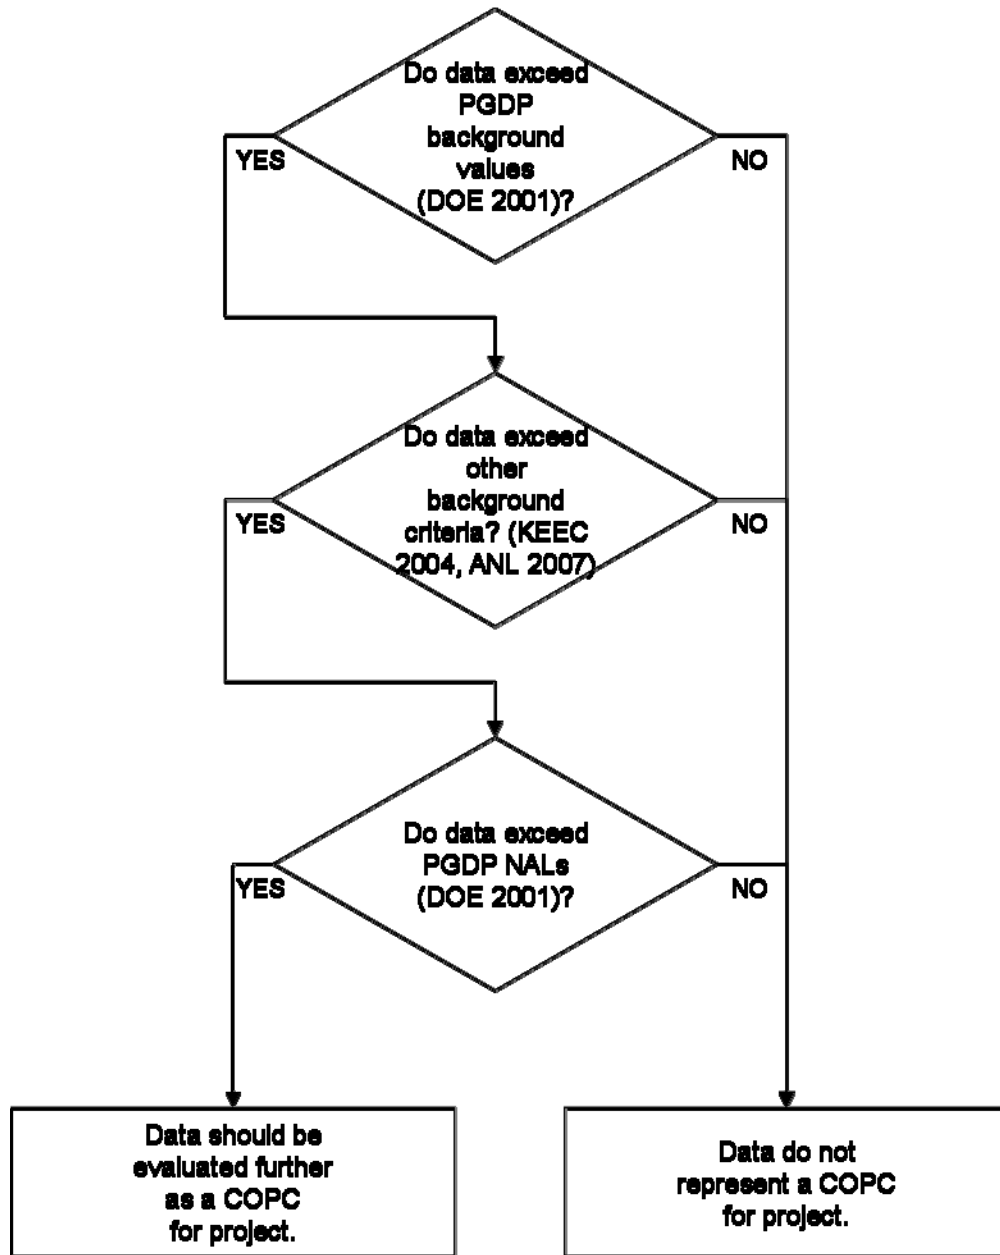 Do data exceed
PGDP
background
values
(DOE 2001)?
YES
NO
Do data exceed
other
background
criteria? (KEEC
2004, ANL 2007)
YES
NO
Do data exceed
PGDP NALs
(DOE 2001)?
YES
NO
Data should be
evaluated further
as a COPC
for project.
Data do not
represent a COPC
for project.